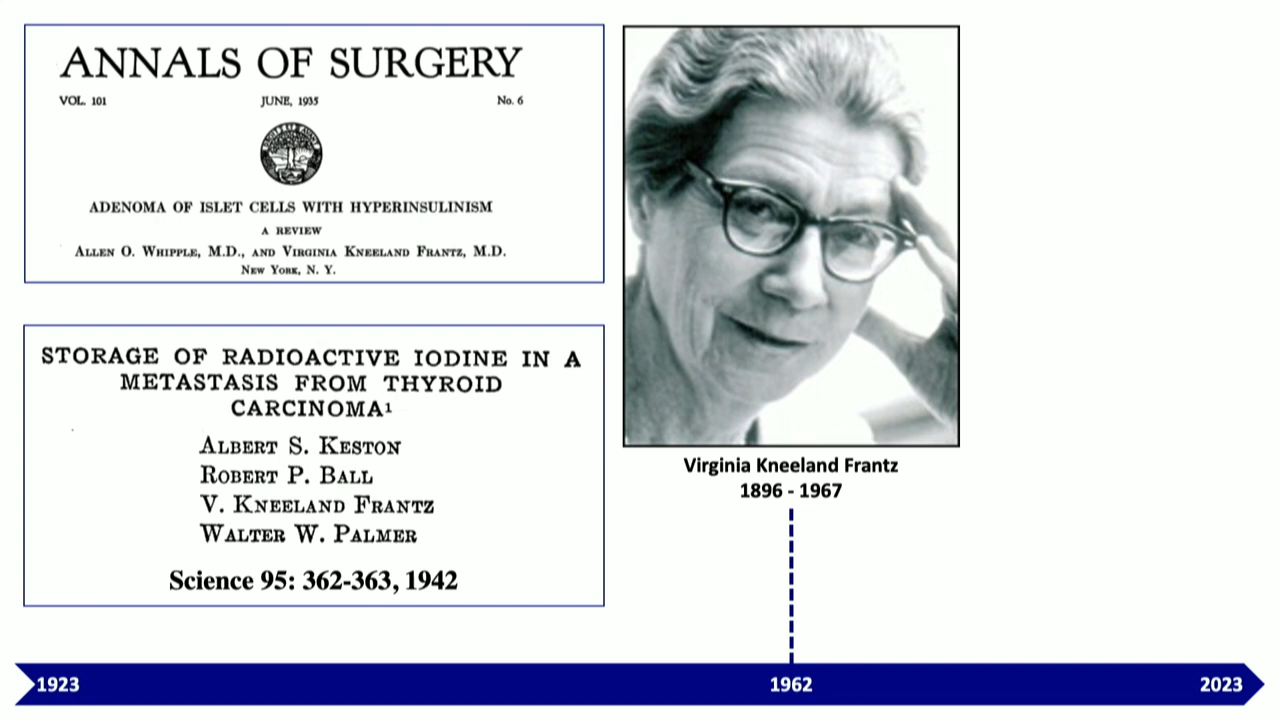 ANNALS OF SURGERY
VOL. 101 JUNE, 1935 No. 6
ADENOMA OF ISLET CELLS WITH HYPERINSULINISM
A REVIEW
ALLEN O. WHIPPLE, M.D., AND VIRGINIA KNEELAND FRANTZ, M.D.
NEW YORK, N. Y.
STORAGE OF RADIOACTIVE IODINE IN A
METASTASIS FROM THYROID
CARCINOMA¹
ALBERT S. KESTON
ROBERT P. BALL
V. KNEELAND FRANTZ
WALTER W. PALMER
Science 95: 362-363, 1942
Virginia Kneeland Frantz
1896 - 1967
1923 1962 2023